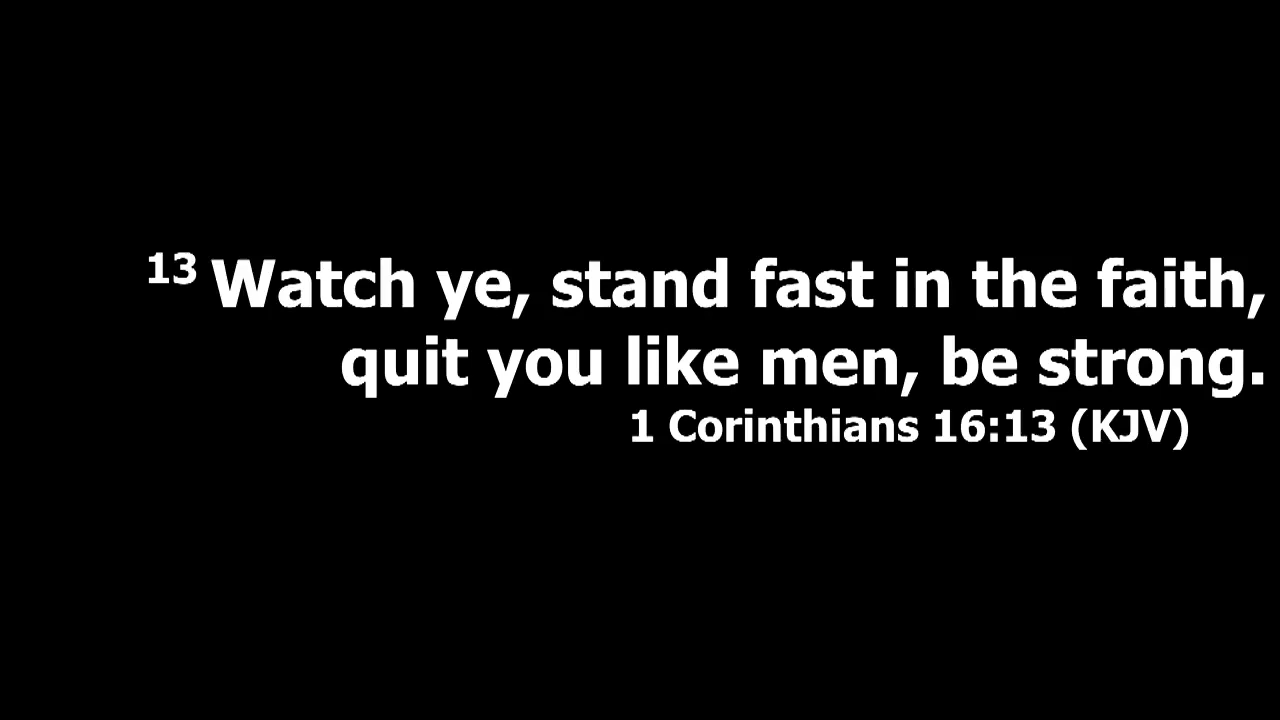 13 Watch ye, stand fast in the faith,
quit you like men, be strong.
1 Corinthians 16:13 (KJV)